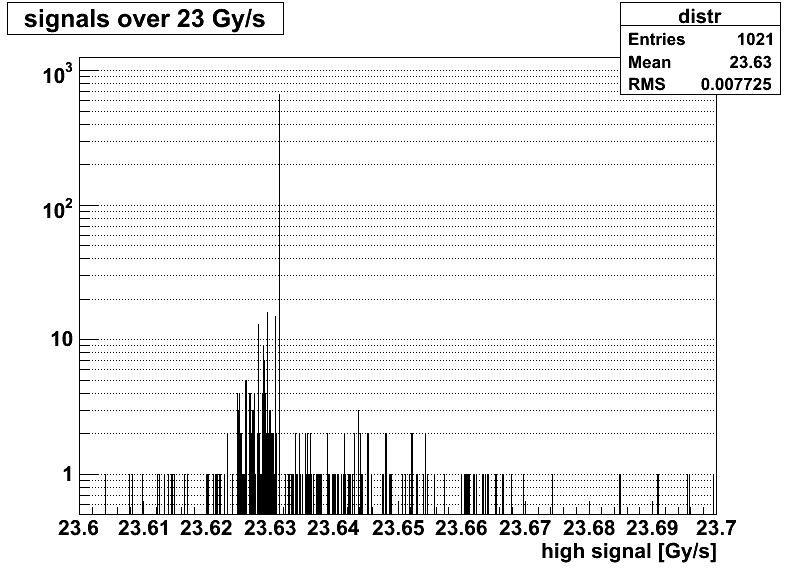 signals over 23 Gy/s
distr
Entries 1021
Mean 23.63
RMS 0.007725
10³
10²
10
1
23.6 23.61 23.62 23.63 23.64 23.65 23.66 23.67 23.68 23.69 23.7
high signal [Gy/s]